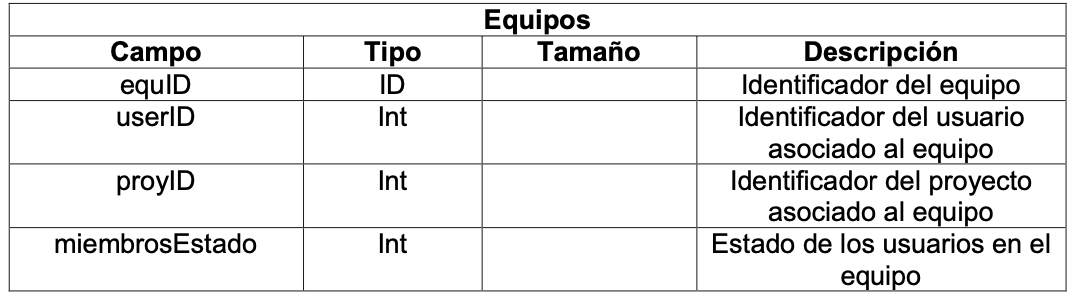 Equipos
Campo Tipo Tamaño Descripción
equID ID Identificador del equipo
userID Int Identificador del usuario
asociado al equipo
proyID Int Identificador del proyecto
asociado al equipo
miembrosEstado Int Estado de los usuarios en el
equipo